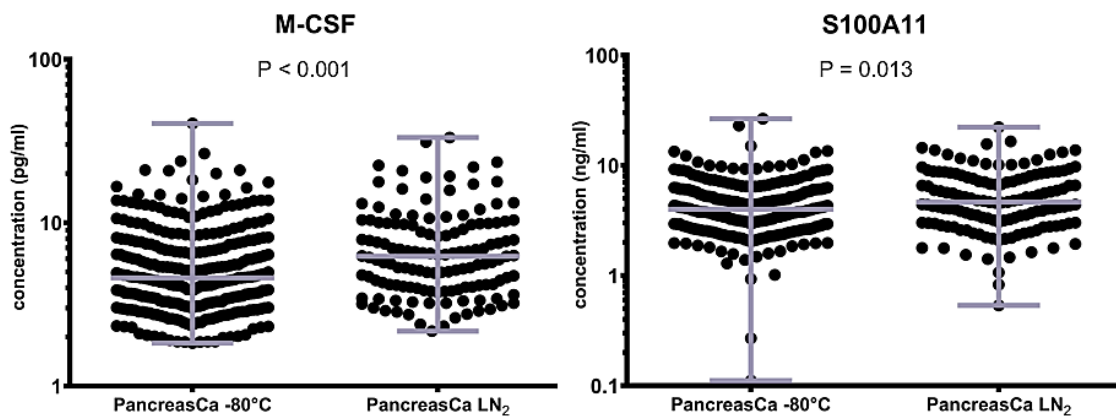 M-CSF
P < 0.001
concentration (pg/ml)
100
10
1
PancreasCa -80°C
PancreasCa LN₂
S100A11
P = 0.013
concentration (ng/ml)
100
10
1
0.1
PancreasCa -80°C
PancreasCa LN₂